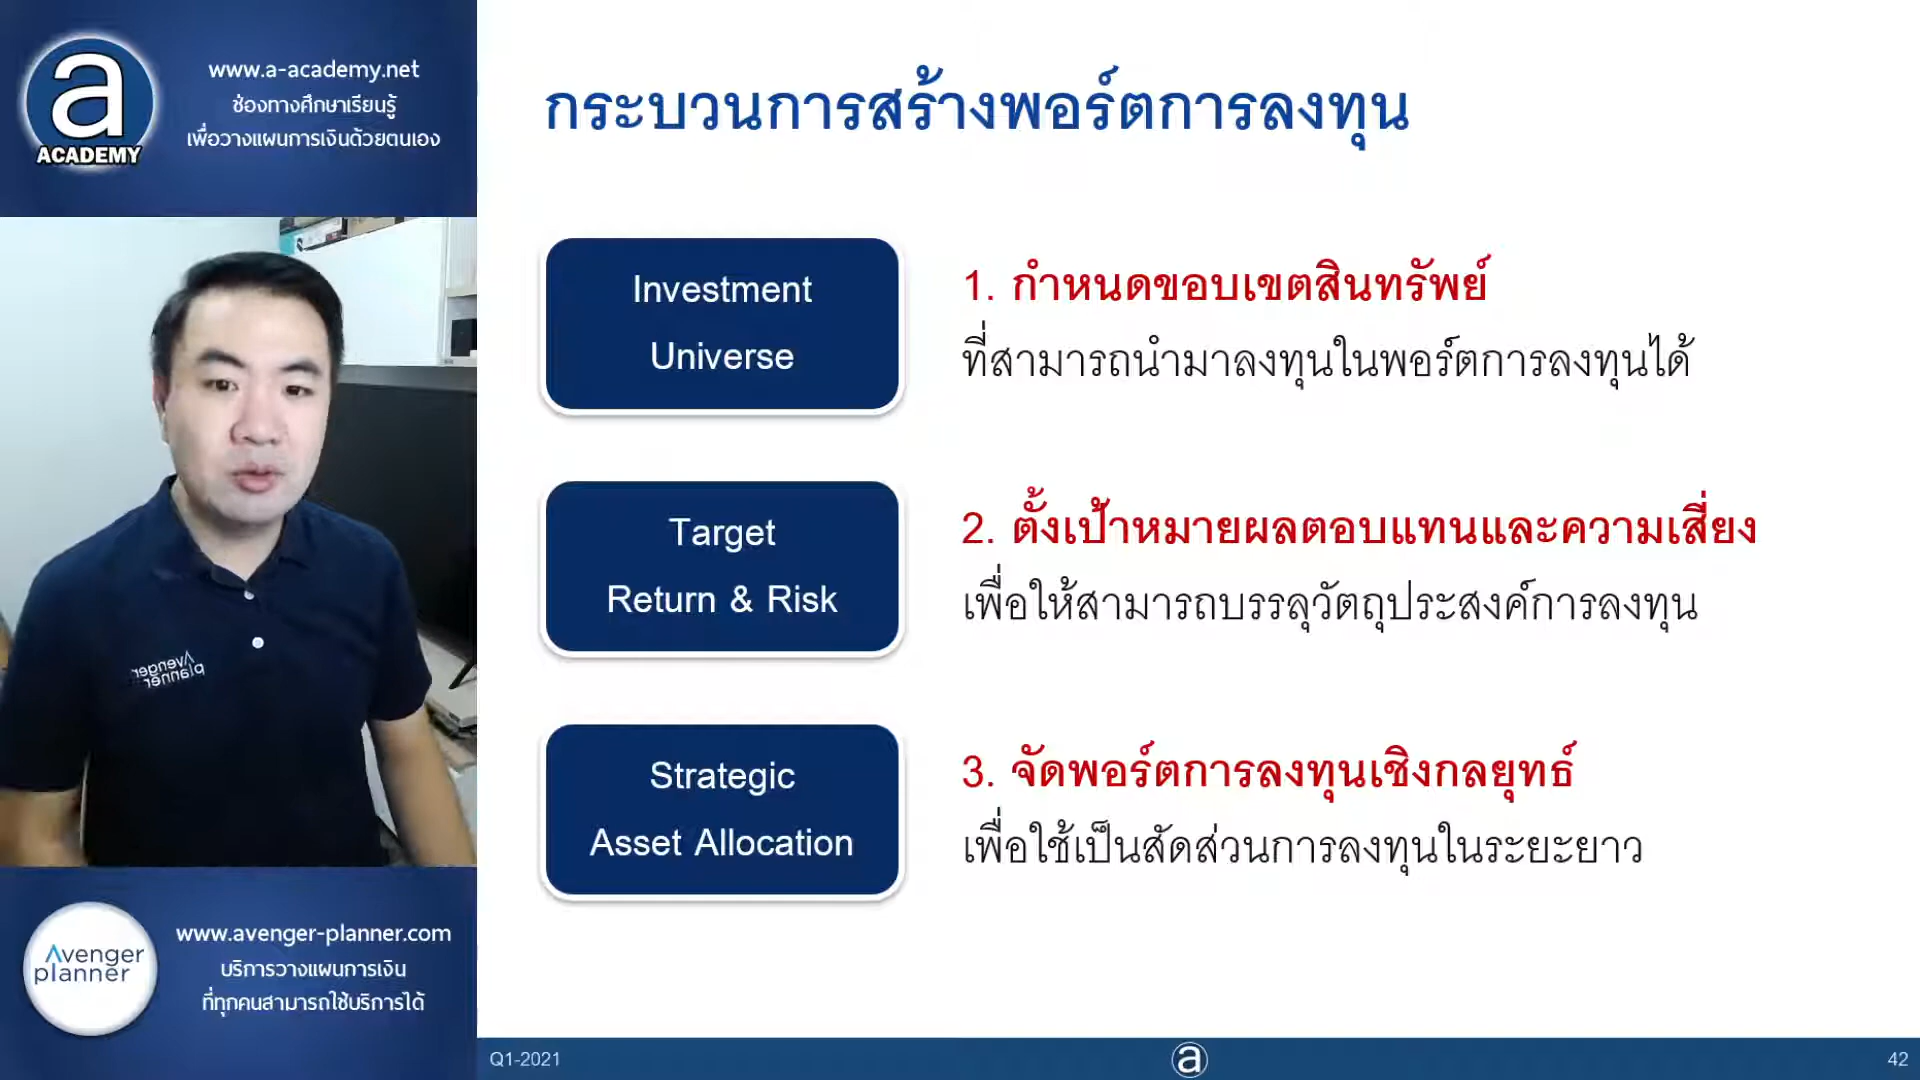 a
ACADEMY
www.a-academy.net
ช่องทางศึกษาเรียนรู้
เพื่อวางแผนการเงินด้วยตนเอง
กระบวนการสร้างพอร์ตการลงทุน
Investment
Universe
1. กำหนดขอบเขตสินทรัพย์
ที่สามารถนำมาลงทุนในพอร์ตการลงทุนได้
Target
Return & Risk
2. ตั้งเป้าหมายผลตอบแทนและความเสี่ยง
เพื่อให้สามารถบรรลุวัตถุประสงค์การลงทุน
Strategic
Asset Allocation
3. จัดพอร์ตการลงทุนเชิงกลยุทธ์
เพื่อใช้เป็นสัดส่วนการลงทุนในระยะยาว
Avenger
planner
Avenger
planner
www.avenger-planner.com
บริการวางแผนการเงิน
ที่ทุกคนสามารถใช้บริการได้
Q1-2021
a
42